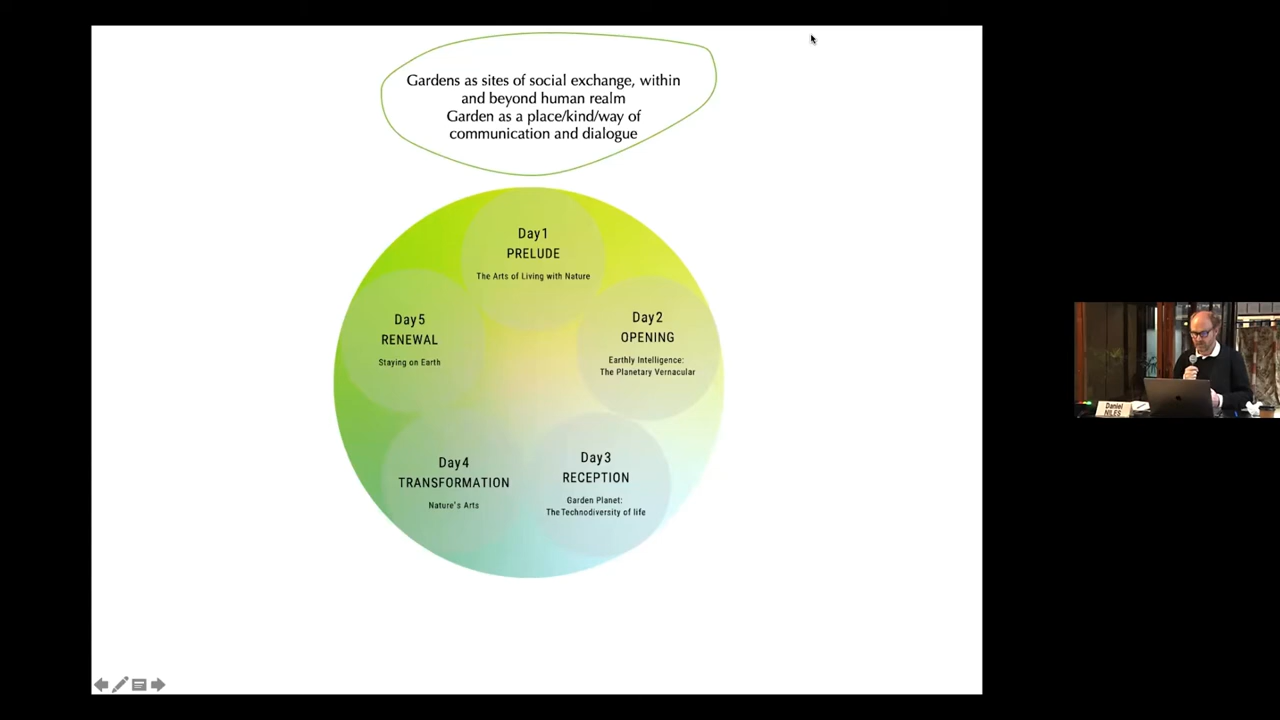 Gardens as sites of social exchange, within
and beyond human realm
Garden as a place/kind/way of
communication and dialogue
Day1
PRELUDE
The Arts of Living with Nature
Day2
OPENING
Earthly Intelligence:
The Planetary Vernacular
Day3
RECEPTION
Garden Planet:
The Technodiversity of life
Day4
TRANSFORMATION
Nature's Arts
Day5
RENEWAL
Staying on Earth
Daniel
NILES